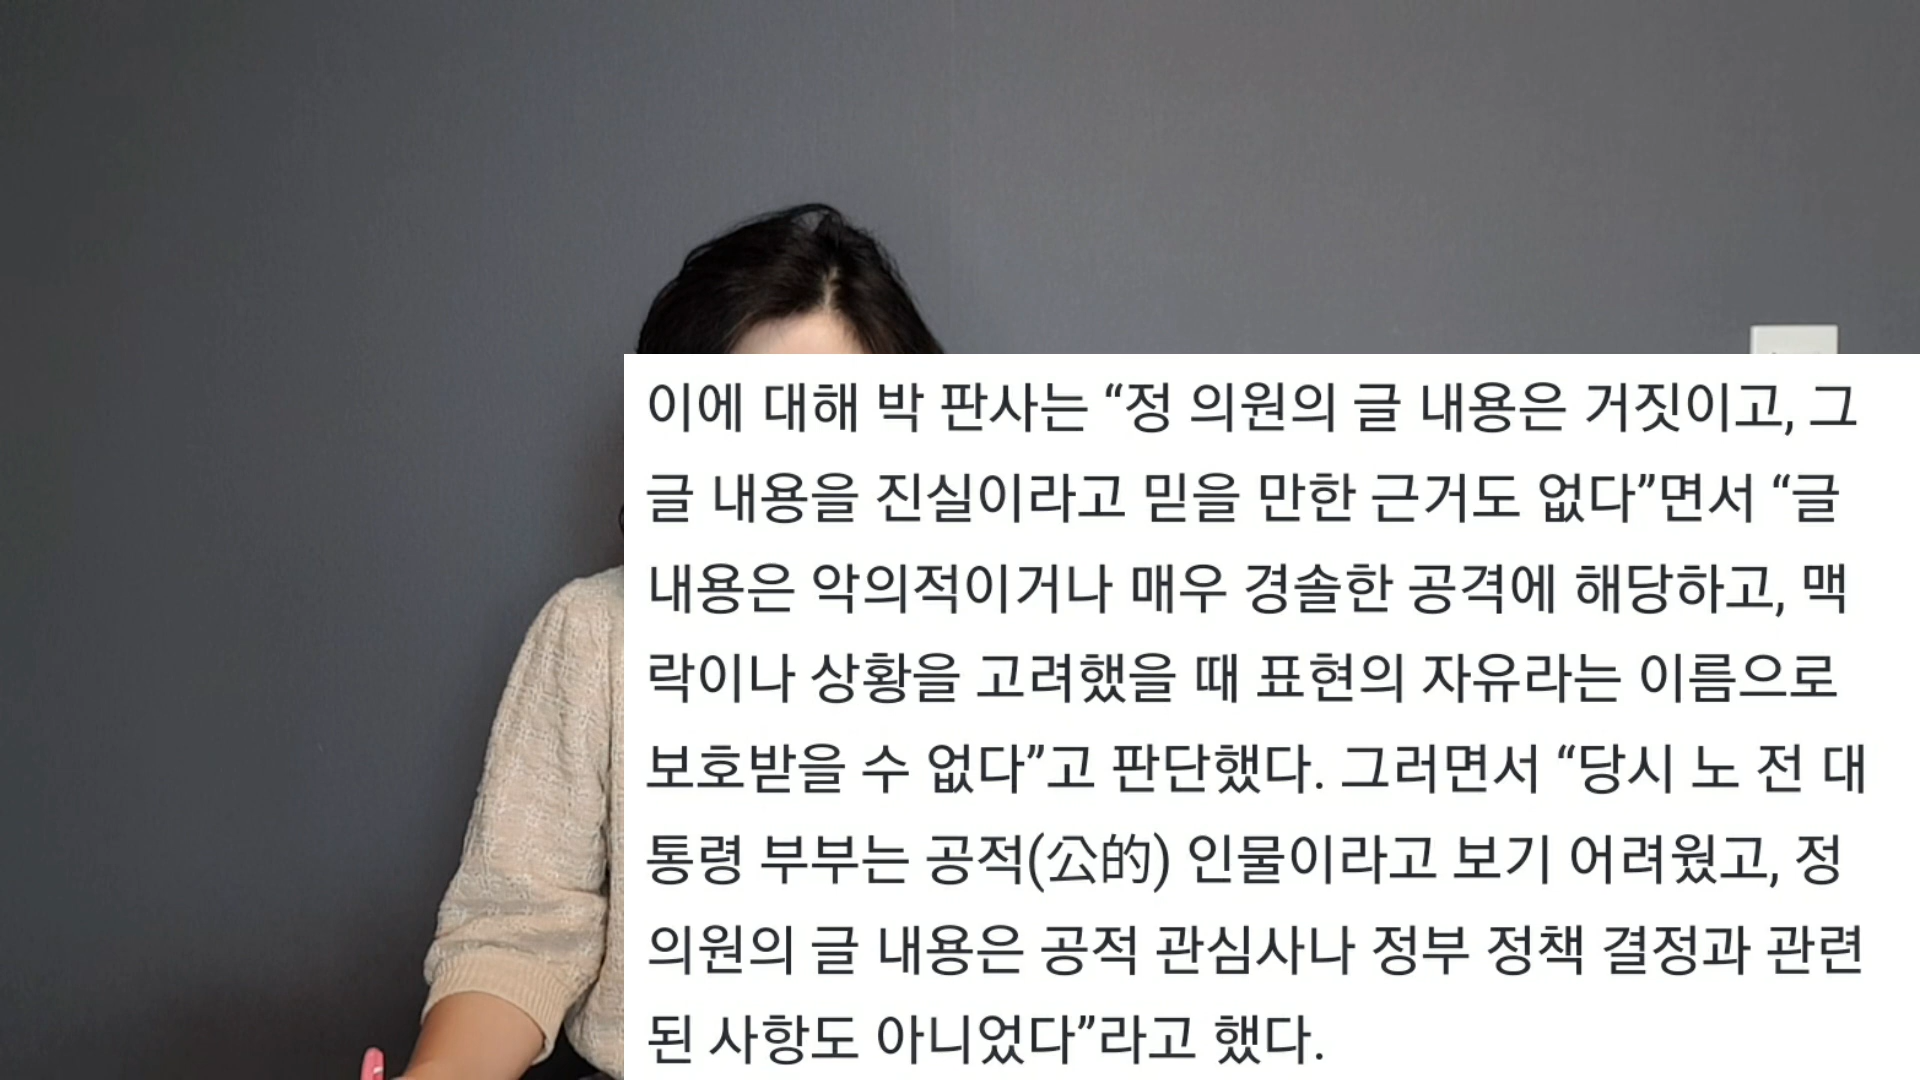 이에 대해 박 판사는 “정 의원의 글 내용은 거짓이고, 그
글 내용을 진실이라고 믿을 만한 근거도 없다”면서 “글
내용은 악의적이거나 매우 경솔한 공격에 해당하고, 맥
락이나 상황을 고려했을 때 표현의 자유라는 이름으로
보호받을 수 없다”고 판단했다. 그러면서 “당시 노 전 대
통령 부부는 공적(公的) 인물이라고 보기 어려웠고, 정
의원의 글 내용은 공적 관심사나 정부 정책 결정과 관련
된 사항도 아니었다”라고 했다.